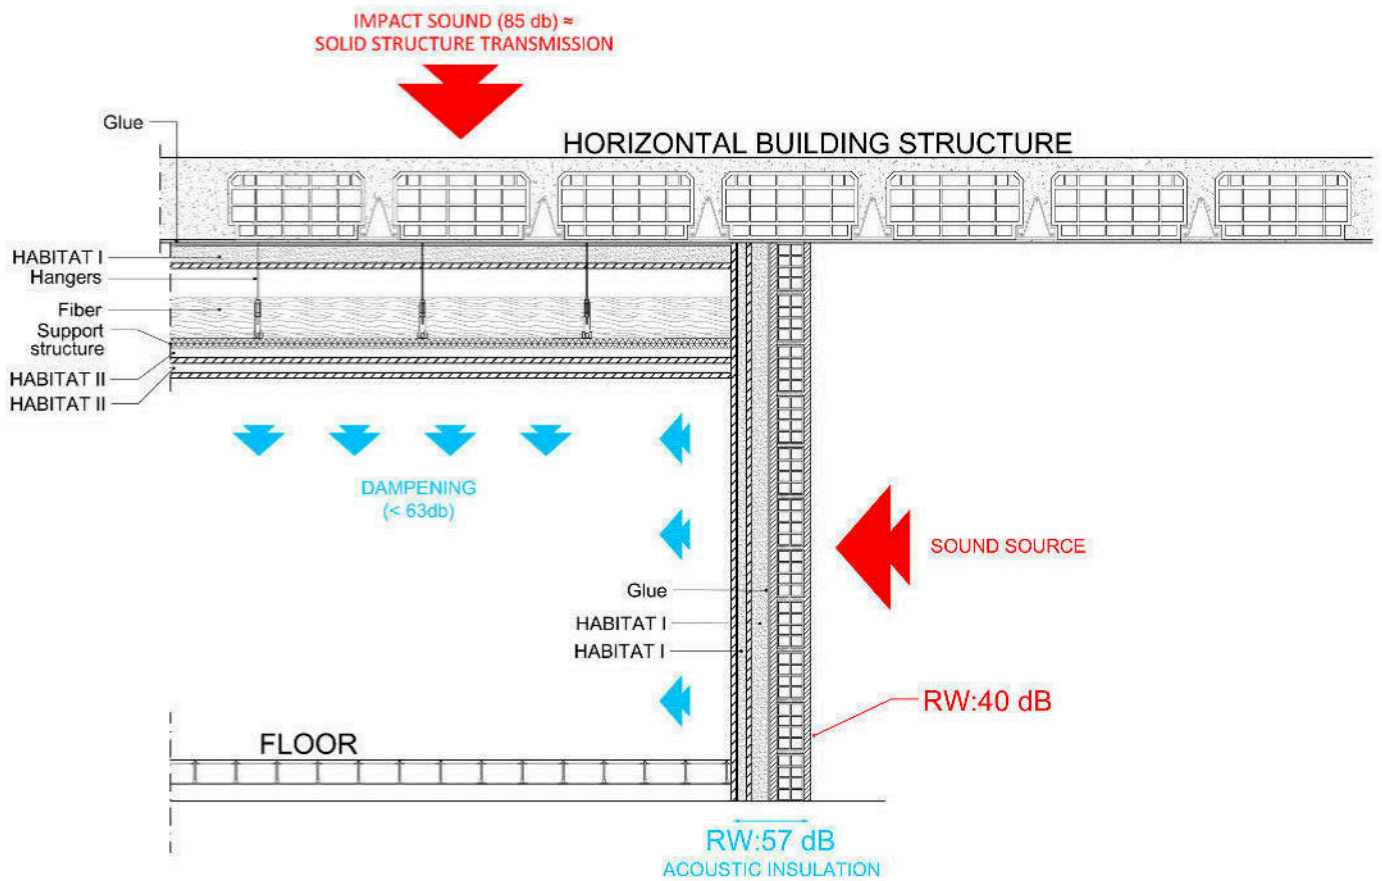 IMPACT SOUND (85 db) ≈
SOLID STRUCTURE TRANSMISSION
Glue
HORIZONTAL BUILDING STRUCTURE
HABITAT I
Hangers
Fiber
Support
structure
HABITAT II
HABITAT II
DAMPENING
(< 63db)
SOUND SOURCE
Glue
HABITAT I
HABITAT I
RW:40 dB
FLOOR
RW:57 dB
ACOUSTIC INSULATION